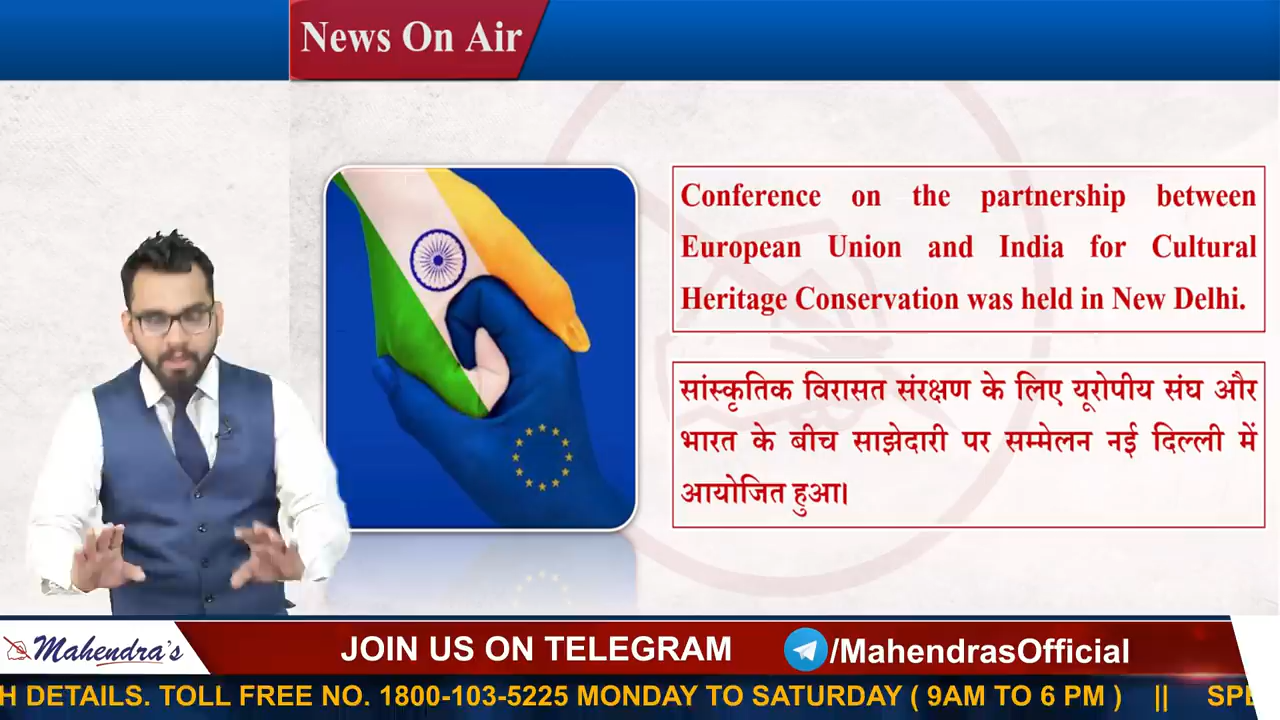 News On Air
Conference on the partnership between
European Union and India for Cultural
Heritage Conservation was held in New Delhi.
सांस्कृतिक विरासत संरक्षण के लिए यूरोपीय संघ और
भारत के बीच साझेदारी पर सम्मेलन नई दिल्ली में
आयोजित हुआ।
Mahendra's
JOIN US ON TELEGRAM
/MahendrasOfficial
H DETAILS. TOLL FREE NO. 1800-103-5225 MONDAY TO SATURDAY ( 9AM TO 6 PM ) || SPE